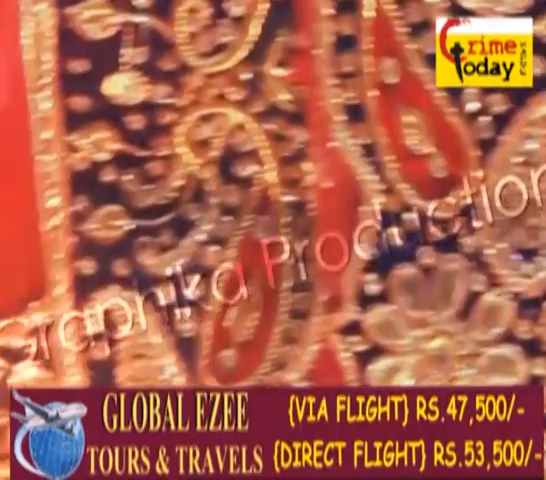 Crime
Today
news
Graphika Production
GLOBAL EZEE
TOURS & TRAVELS
{VIA FLIGHT} RS.47,500/-
{DIRECT FLIGHT} RS.53,500/-